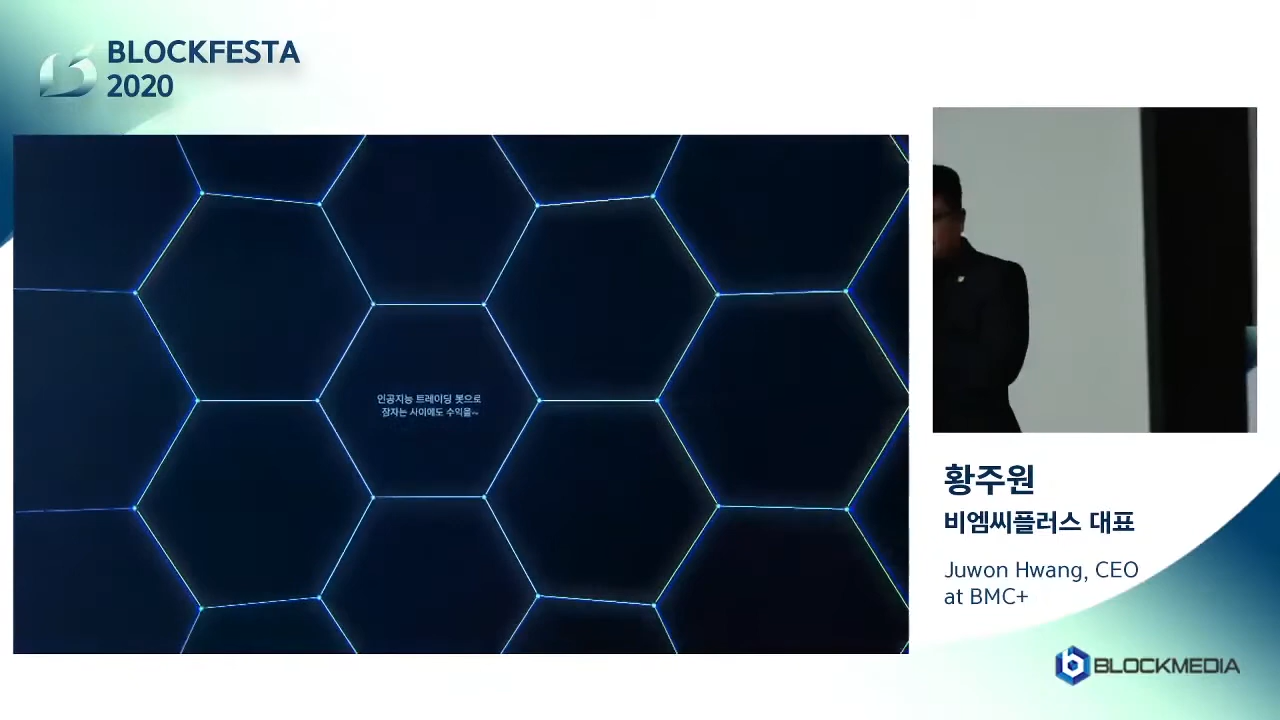 BLOCKFESTA
2020
인공지능 트레이딩 봇으로
잠자는 사이에도 수익을~
황주원
비엠씨플러스 대표
Juwon Hwang, CEO
at BMC+
BLOCKMEDIA